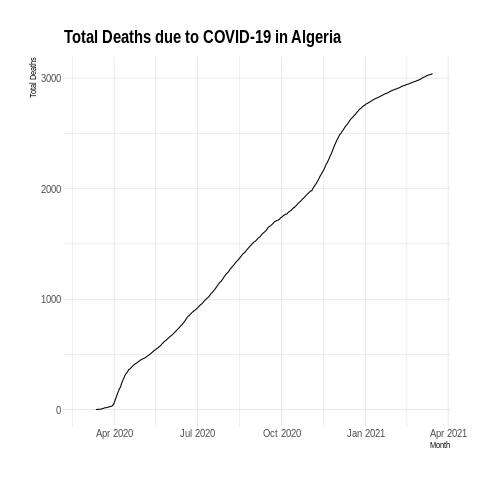 Total Deaths due to COVID-19 in Algeria
Total Deaths
3000
2000
1000
0
Apr 2020 Jul 2020 Oct 2020 Jan 2021 Apr 2021
Month